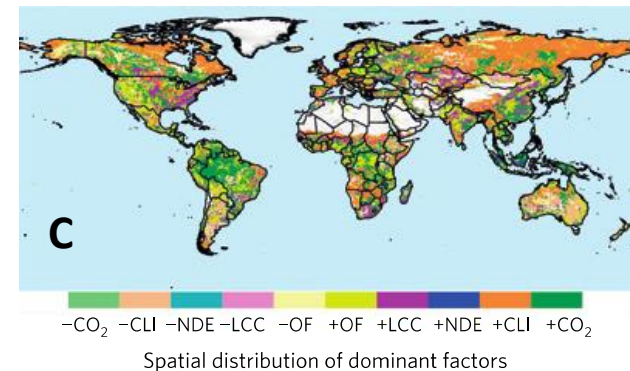 C
−CO₂ −CLI −NDE −LCC −OF +OF +LCC +NDE +CLI +CO₂
Spatial distribution of dominant factors